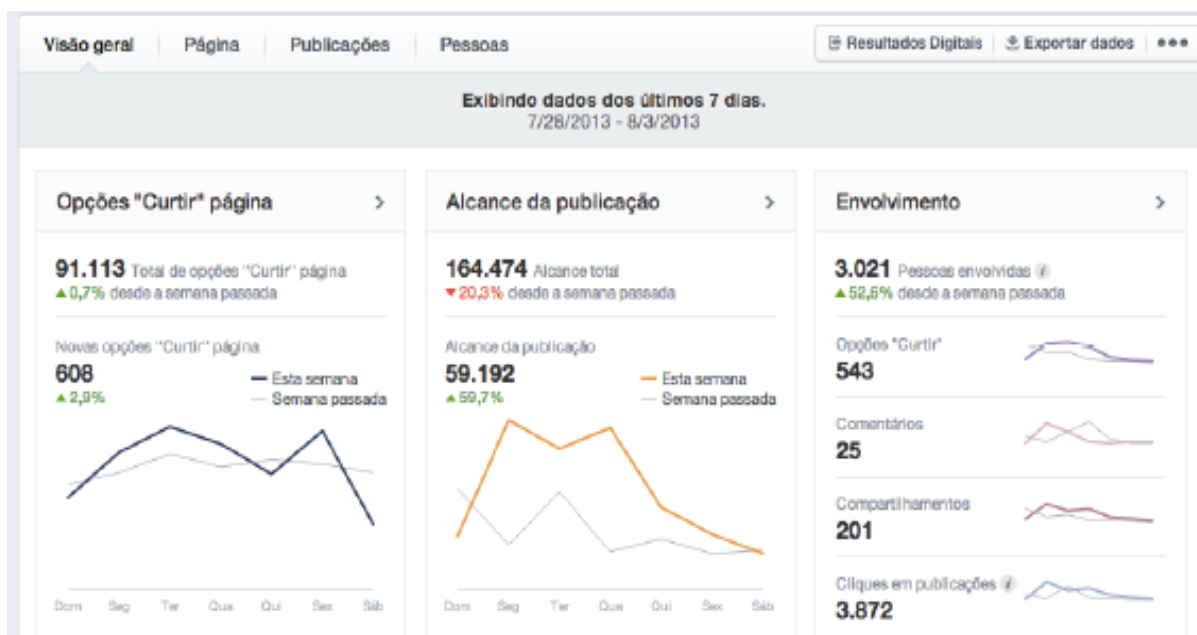 Visão geral
Página
Publicações
Pessoas
Resultados Digitais
Exportar dados
Exibindo dados dos últimos 7 dias.
7/28/2013 - 8/3/2013
Opções "Curtir" página
91.113 Total de opções "Curtir" página
0,7% desde a semana passada
Novas opções "Curtir" página
608
2,9%
Esta semana
Semana passada
Dom Seg Ter Qua Qui Sex Sáb
Alcance da publicação
164.474 Alcance total
20,3% desde a semana passada
Alcance da publicação
59.192
59,7%
Esta semana
Semana passada
Dom Seg Ter Qua Qui Sex Sáb
Envolvimento
3.021 Pessoas envolvidas i
52,6% desde a semana passada
Opções "Curtir"
543
Comentários
25
Compartilhamentos
201
Cliques em publicações i
3.872